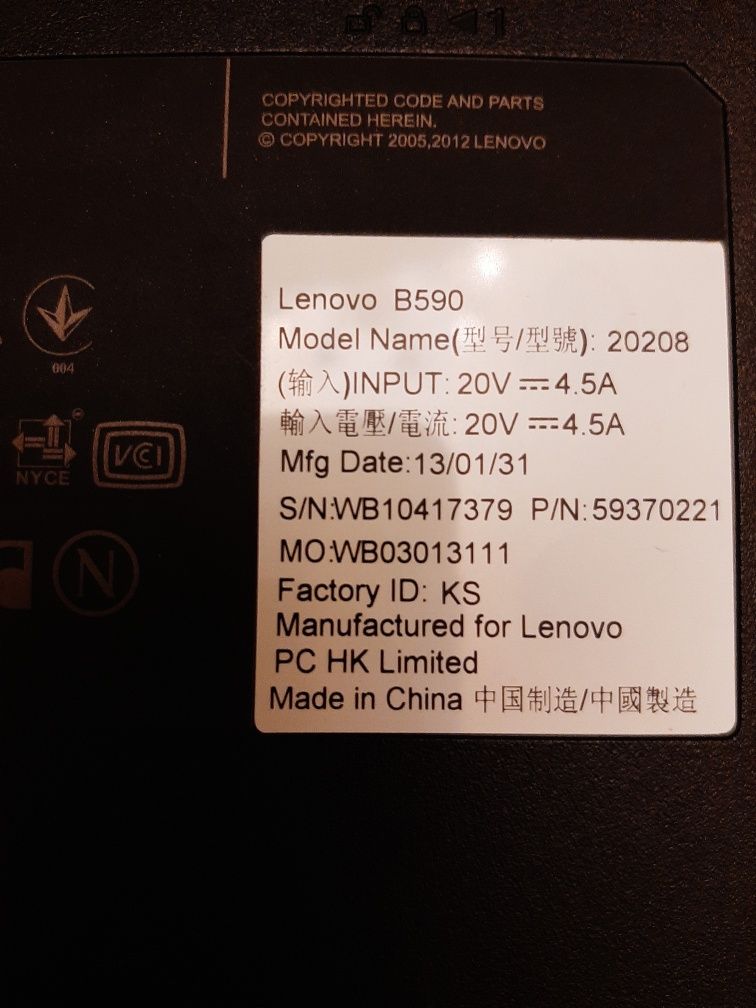 1
COPYRIGHTED CODE AND PARTS
CONTAINED HEREIN.
© COPYRIGHT 2005,2012 LENOVO
004
NYCE
VCI
N
Lenovo B590
Model Name(型号/型號): 20208
(输入)INPUT: 20V ⎓ 4.5A
輸入電壓/電流: 20V ⎓ 4.5A
Mfg Date:13/01/31
S/N:WB10417379 P/N:59370221
MO:WB03013111
Factory ID: KS
Manufactured for Lenovo
PC HK Limited
Made in China 中国制造/中國製造